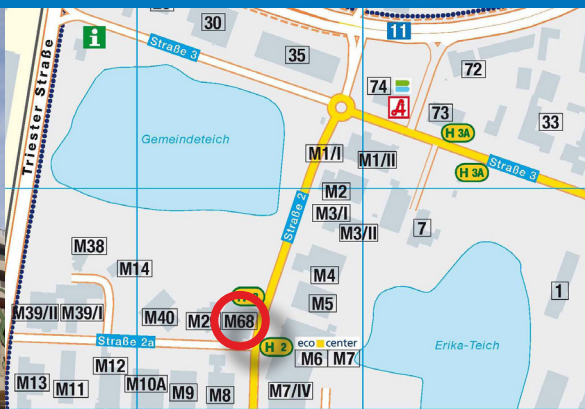 30
i
Straße 3
35
11
72
74
A
73
H 3A
33
Triester Straße
Gemeindeteich
M1/I
M1/II
H 3A
Straße 3
M2
M3/I
Straße 2
M3/II
7
M38
M14
M4
M5
1
M39/II
M39/I
M40
M68
Straße 2a
H 2
eco center
M6
M7
Erika-Teich
M12
M13
M11
M10A
M9
M8
M7/IV